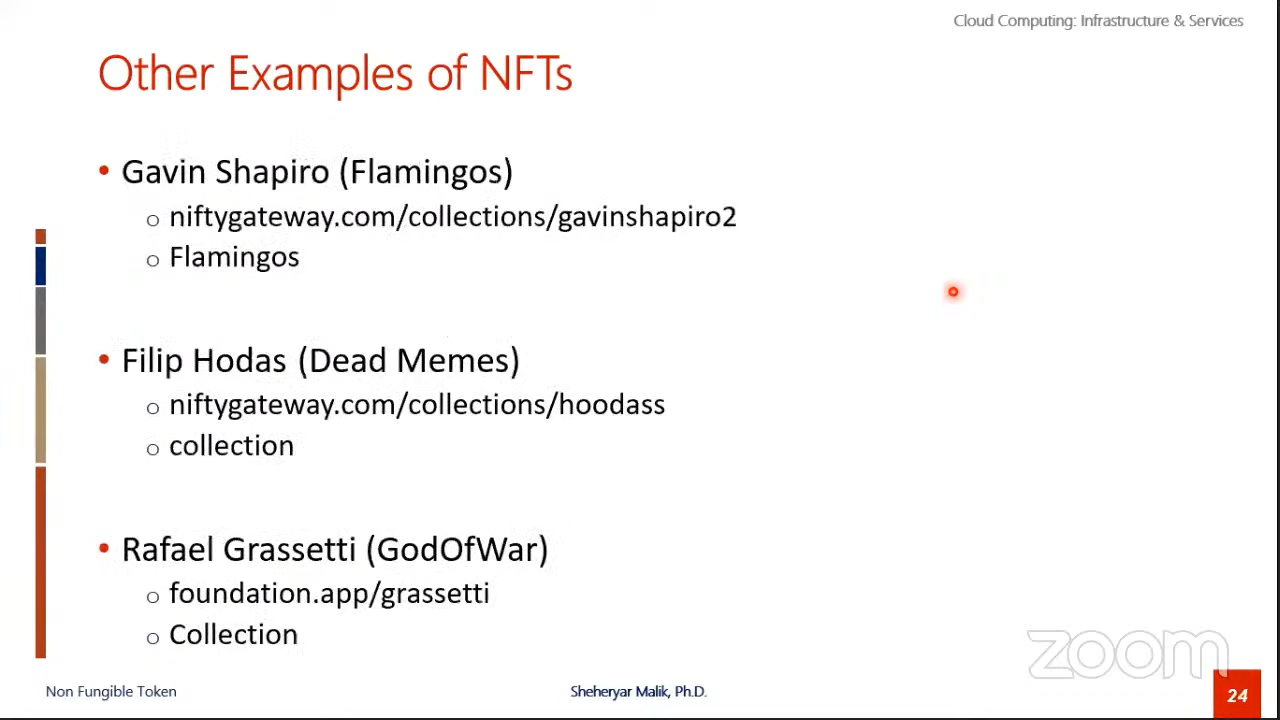 Cloud Computing: Infrastructure & Services
Other Examples of NFTs
• Gavin Shapiro (Flamingos)
o niftygateway.com/collections/gavinshapiro2
o Flamingos
• Filip Hodas (Dead Memes)
o niftygateway.com/collections/hoodass
o collection
• Rafael Grassetti (GodOfWar)
o foundation.app/grassetti
o Collection
zoom
Non Fungible Token
Sheheryar Malik, Ph.D.
24